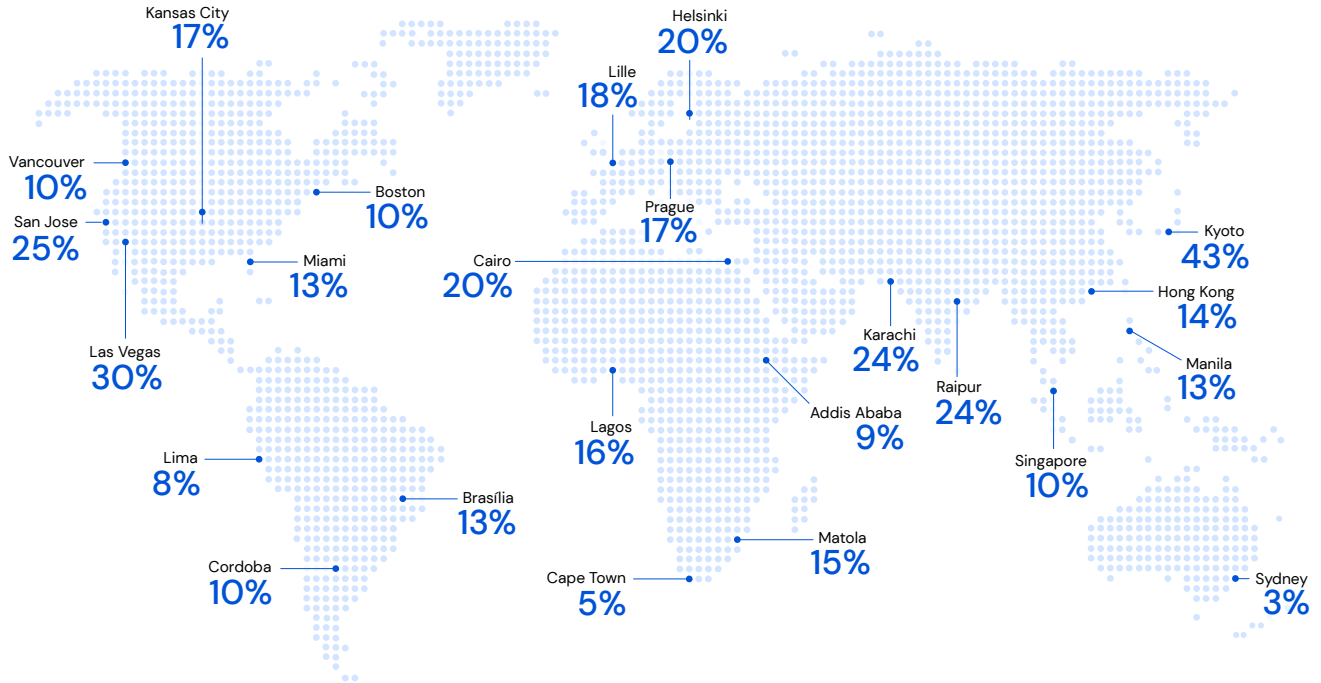 Kansas City
17%
Helsinki
20%
Lille
18%
Vancouver
10%
Boston
10%
San Jose
25%
Prague
17%
Kyoto
43%
Miami
13%
Cairo
20%
Hong Kong
14%
Las Vegas
30%
Karachi
24%
Manila
13%
Raipur
24%
Addis Ababa
9%
Lagos
16%
Lima
8%
Singapore
10%
Brasília
13%
Matola
15%
Cordoba
10%
Cape Town
5%
Sydney
3%